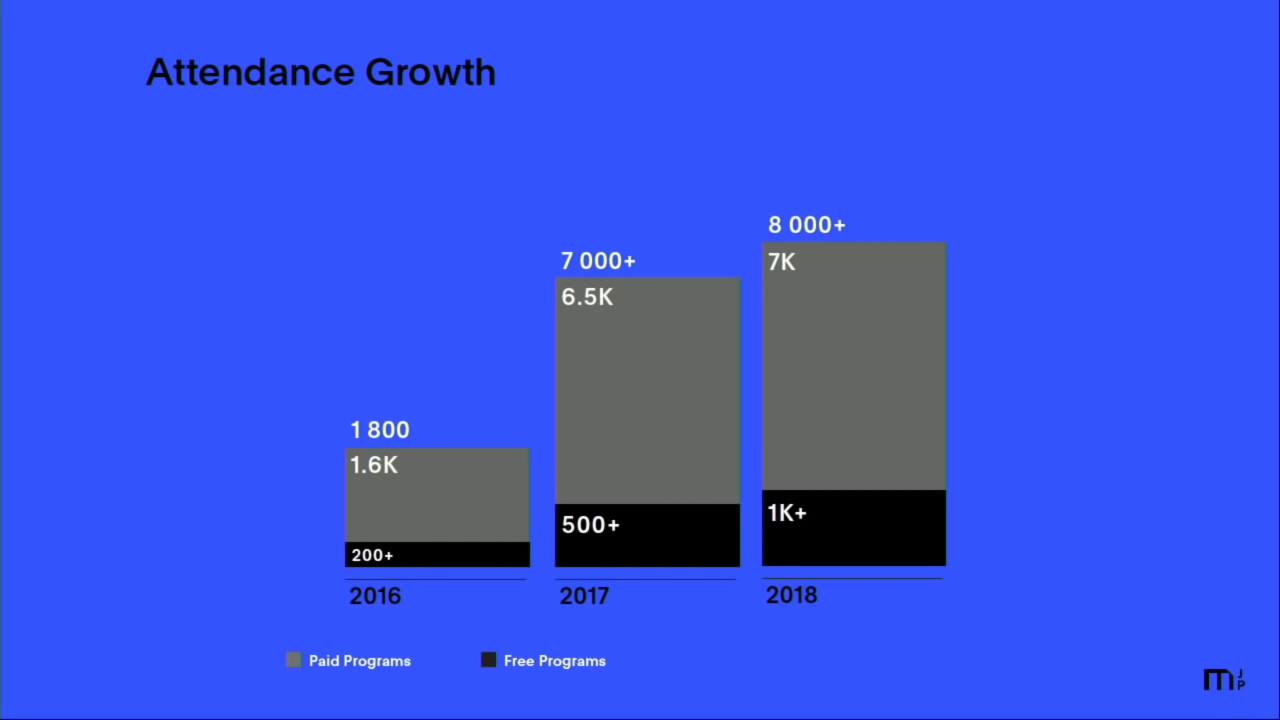 Attendance Growth
8 000+
7K
7 000+
6.5K
1 800
1.6K
1K+
500+
200+
2016
2017
2018
Paid Programs
Free Programs
m J P